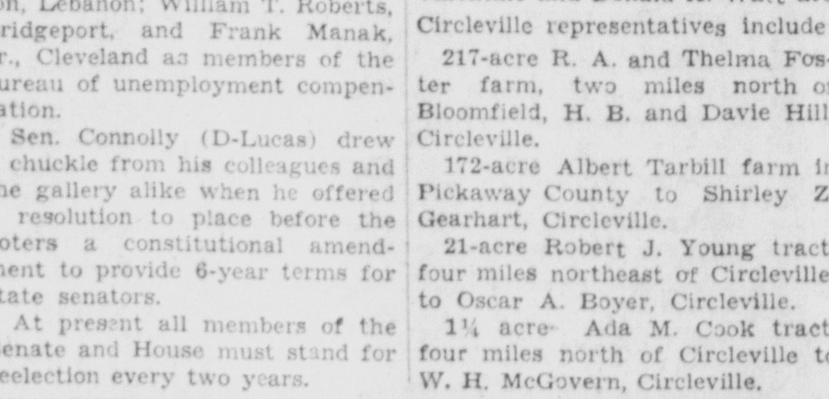 on, Lebanon; William T. Roberts,
ridgeport, and Frank Manak,
r., Cleveland as members of the
ureau of unemployment compen-
ation.
Sen. Connolly (D-Lucas) drew
chuckle from his colleagues and
he gallery alike when he offered
resolution to place before the
oters a constitutional amend-
ment to provide 6-year terms for
tate senators.
At present all members of the
enate and House must stand for
eelection every two years.
Circleville representatives include
217-acre R. A. and Thelma Fos-
ter farm, two miles north of
Bloomfield, H. B. and Davie Hill
Circleville.
172-acre Albert Tarbill farm in
Pickaway County to Shirley Z
Gearhart, Circleville.
21-acre Robert J. Young tract
four miles northeast of Circleville
to Oscar A. Boyer, Circleville.
1¼ acre- Ada M. Cook tract
four miles north of Circleville to
W. H. McGovern, Circleville.